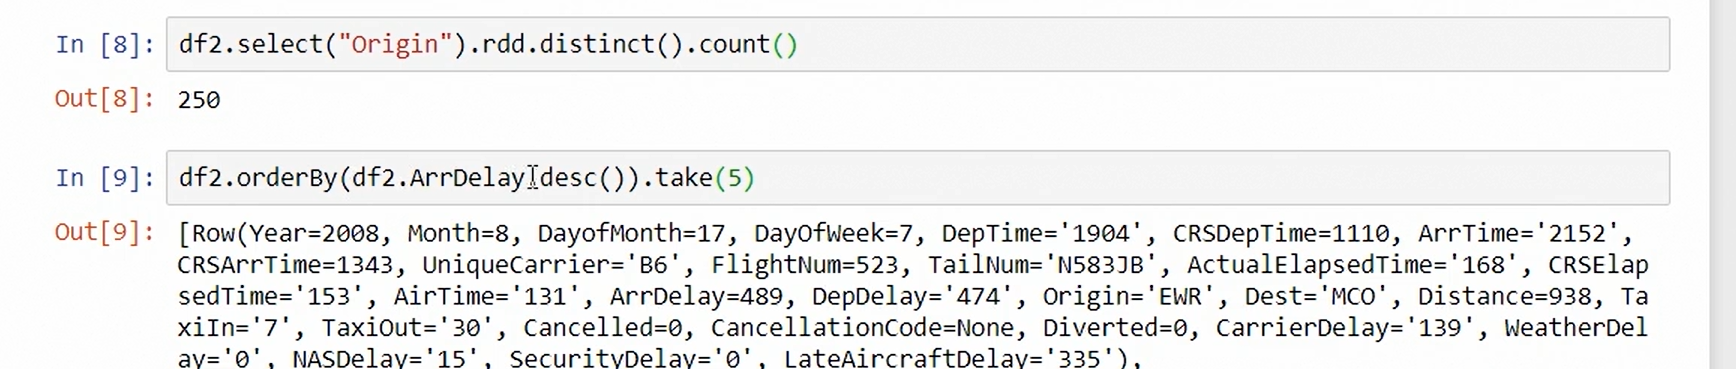 In [8]: df2.select("Origin").rdd.distinct().count()
Out[8]: 250
In [9]: df2.orderBy(df2.ArrDelay.desc()).take(5)
Out[9]: [Row(Year=2008, Month=8, DayofMonth=17, DayOfWeek=7, DepTime='1904', CRSDepTime=1110, ArrTime='2152',
CRSArrTime=1343, UniqueCarrier='B6', FlightNum=523, TailNum='N583JB', ActualElapsedTime='168', CRSElap
sedTime='153', AirTime='131', ArrDelay=489, DepDelay='474', Origin='EWR', Dest='MCO', Distance=938, Ta
xiIn='7', TaxiOut='30', Cancelled=0, CancellationCode=None, Diverted=0, CarrierDelay='139', WeatherDel
ay='0', NASDelay='15', SecurityDelay='0', LateAircraftDelay='335'),